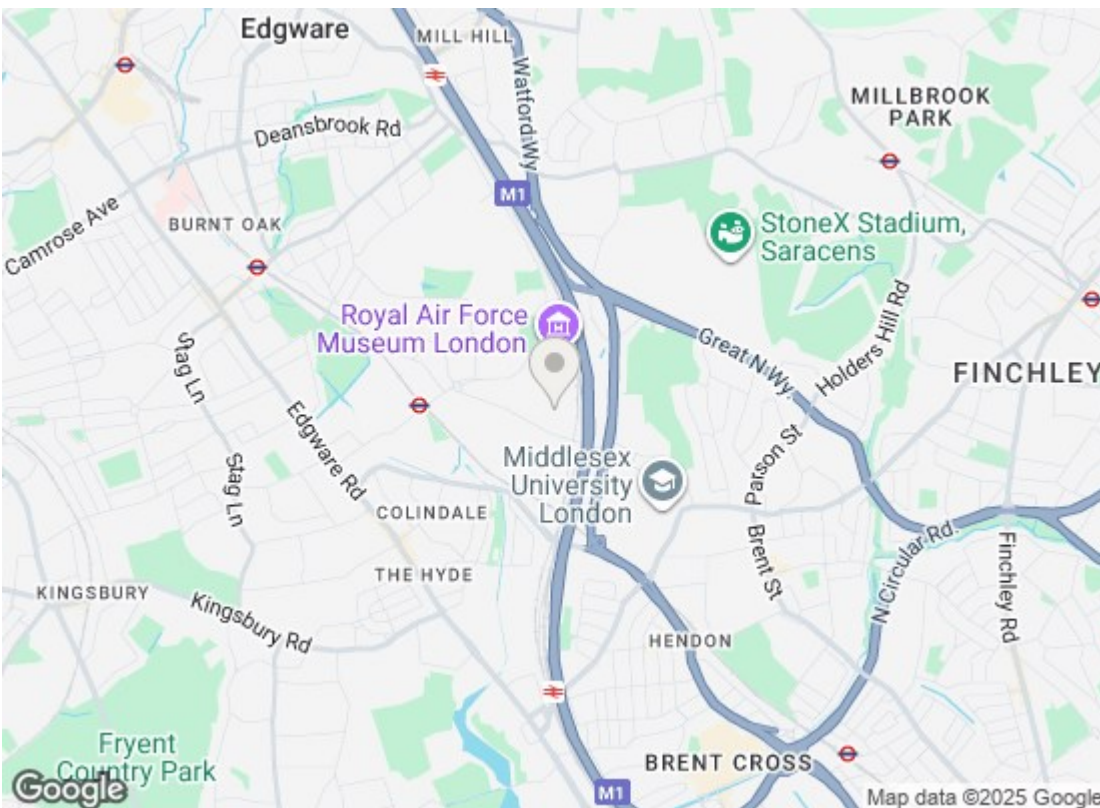 Edgware
MILL HILL
Watford Wy
MILLBROOK
PARK
Deansbrook Rd
M1
Camrose Ave
BURNT OAK
StoneX Stadium,
Saracens
Royal Air Force
Museum London
Stag Ln
Great N Wy.
Holders Hill Rd
FINCHLEY
Edgware Rd
Stag Ln
Middlesex
University
London
Parson St
COLINDALE
Brent St
N Circular Rd.
Finchley Rd
THE HYDE
KINGSBURY
Kingsbury Rd
HENDON
Fryent
Country Park
BRENT CROSS
Google
M1
Map data ©2025 Google